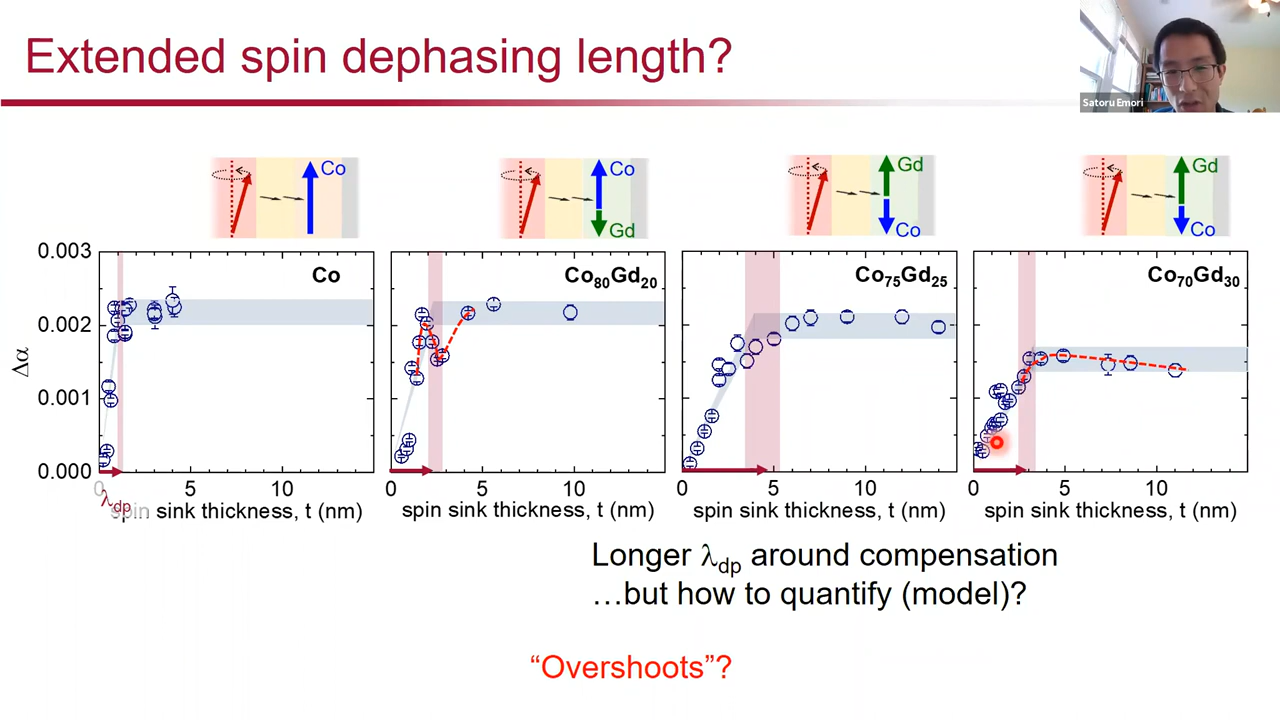 Extended spin dephasing length?
Satoru Emori
Co
Co
Gd
Gd
Co
Gd
Co
0.003
0.002
0.001
0.000
Δα
Co
Co80Gd20
Co75Gd25
Co70Gd30
0 5 10
0 5 10
0 5 10
0 5 10
λdp
spin sink thickness, t (nm)
spin sink thickness, t (nm)
spin sink thickness, t (nm)
spin sink thickness, t (nm)
Longer λdp around compensation
…but how to quantify (model)?
“Overshoots”?